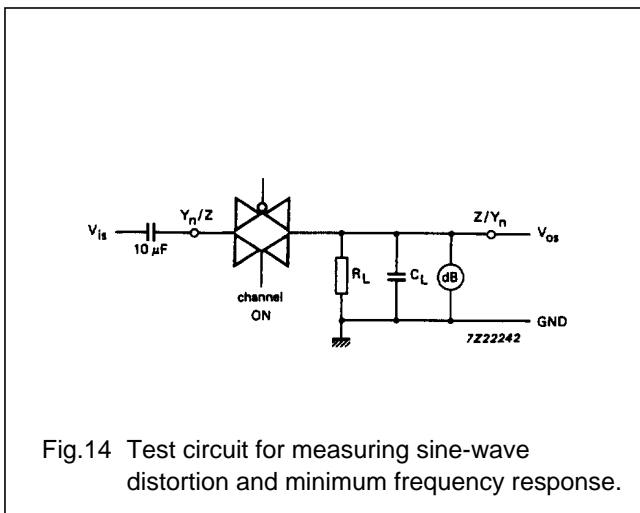 V_is
10 µF
Y_n/Z
channel
ON
R_L
C_L
dB
Z/Y_n
V_os
GND
7Z22242
Fig.14 Test circuit for measuring sine-wave
distortion and minimum frequency response.